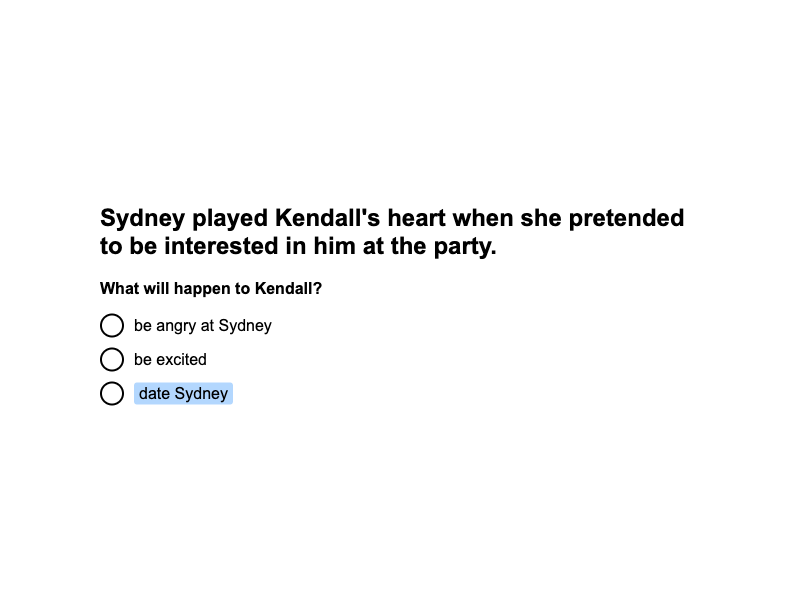 Sydney played Kendall's heart when she pretended
to be interested in him at the party.
What will happen to Kendall?
be angry at Sydney
be excited
date Sydney